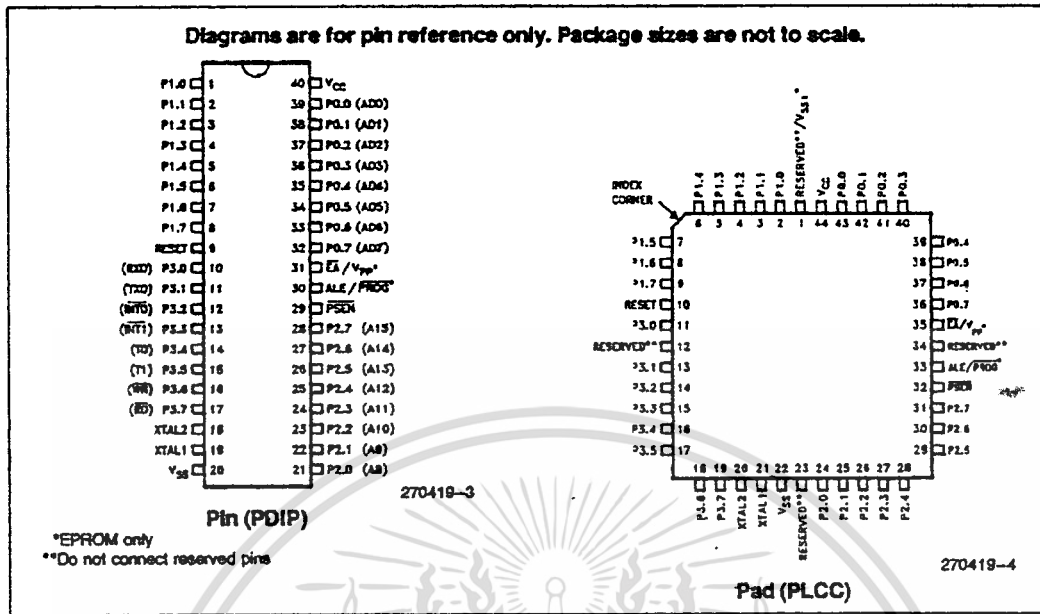 Diagrams are for pin reference only. Package sizes are not to scale.
P1.0 1 40 VCC
P1.1 2 39 P0.0 (AD0)
P1.2 3 38 P0.1 (AD1)
P1.3 4 37 P0.2 (AD2)
P1.4 5 36 P0.3 (AD3)
P1.5 6 35 P0.4 (AD4)
P1.6 7 34 P0.5 (AD5)
P1.7 8 33 P0.6 (AD6)
RESET 9 32 P0.7 (AD7)
(RXD) P3.0 10 31 EA/VPP*
(TXD) P3.1 11 30 ALE/PROG*
(INT0) P3.2 12 29 PSEN
(INT1) P3.3 13 28 P2.7 (A15)
(T0) P3.4 14 27 P2.6 (A14)
(T1) P3.5 15 26 P2.5 (A13)
(WR) P3.6 16 25 P2.4 (A12)
(RD) P3.7 17 24 P2.3 (A11)
XTAL2 18 23 P2.2 (A10)
XTAL1 19 22 P2.1 (A9)
VSS 20 21 P2.0 (A8)
270419–3
Pin (PDIP)
*EPROM only
**Do not connect reserved pins
INDEX
CORNER
P1.4 P1.3 P1.2 P1.1 P1.0 RESERVED**/VSS1* VCC P0.0 P0.1 P0.2 P0.3
6 5 4 3 2 1 44 43 42 41 40
P1.5 7 39 P0.4
P1.6 8 38 P0.5
P1.7 9 37 P0.6
RESET 10 36 P0.7
P3.0 11 35 EA/VPP*
RESERVED** 12 34 RESERVED**
P3.1 13 33 ALE/PROG*
P3.2 14 32 PSEN
P3.3 15 31 P2.7
P3.4 16 30 P2.6
P3.5 17 29 P2.5
18 19 20 21 22 23 24 25 26 27 28
P3.6 P3.7 XTAL2 XTAL1 VSS RESERVED** P2.0 P2.1 P2.2 P2.3 P2.4
270419–4
Pad (PLCC)